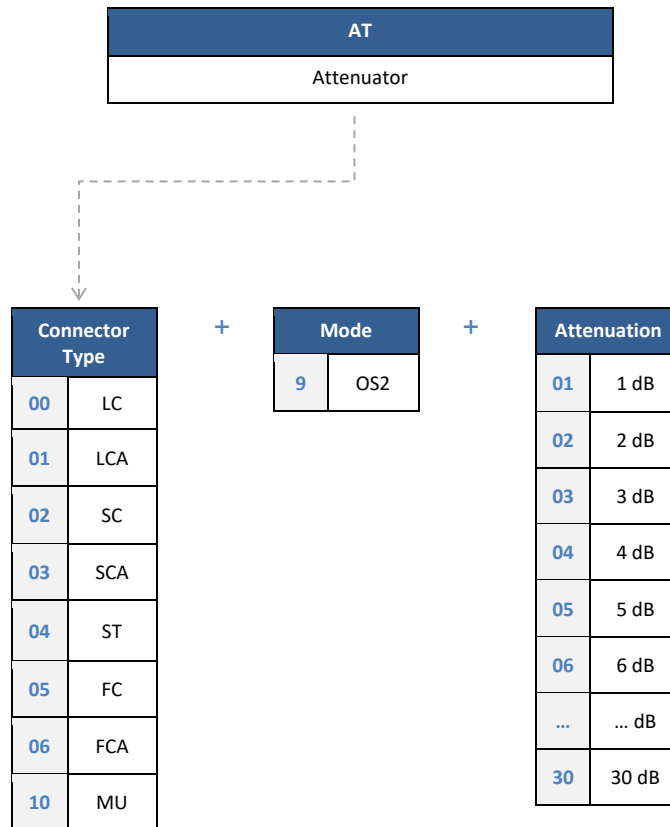 AT
Attenuator
Connector
Type
00 LC
01 LCA
02 SC
03 SCA
04 ST
05 FC
06 FCA
10 MU
+
Mode
9 OS2
+
Attenuation
01 1 dB
02 2 dB
03 3 dB
04 4 dB
05 5 dB
06 6 dB
... ... dB
30 30 dB